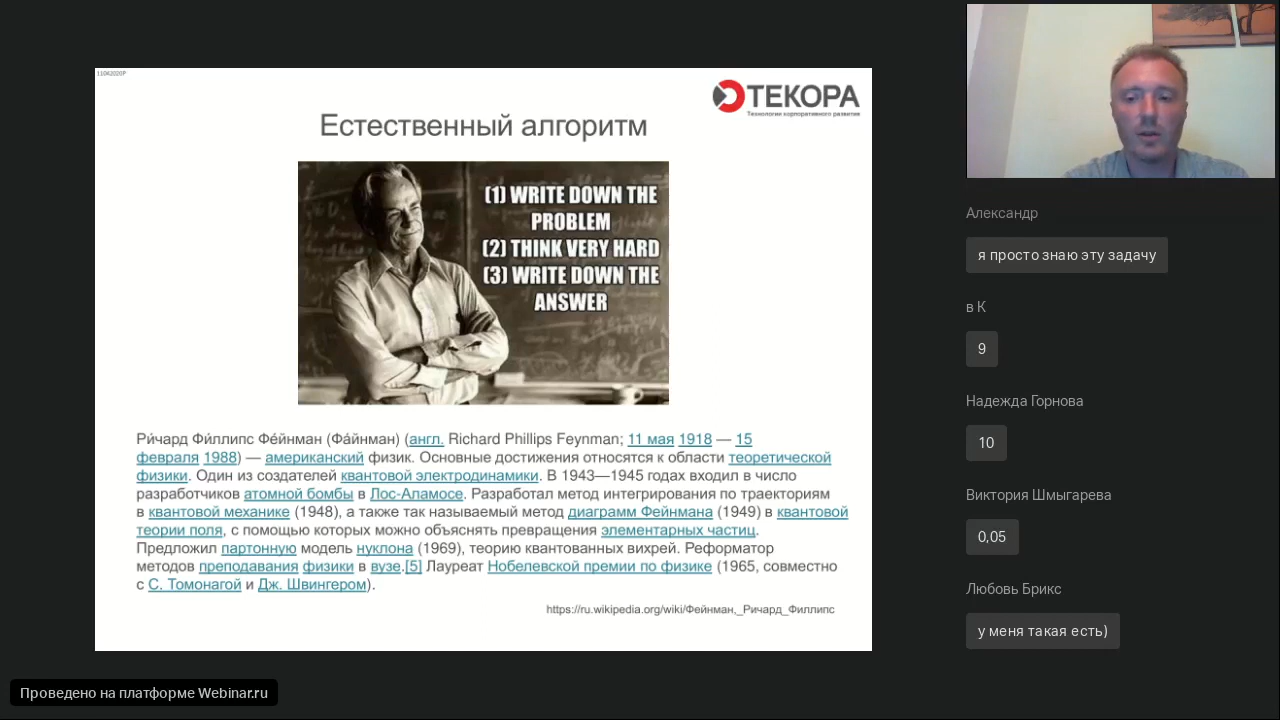 11042020Р
ТЕКОРА
Технологии корпоративного развития
Естественный алгоритм
(1) WRITE DOWN THE
PROBLEM
(2) THINK VERY HARD
(3) WRITE DOWN THE
ANSWER
Ри́чард Фи́ллипс Фе́йнман (Фа́йнман) (англ. Richard Phillips Feynman; 11 мая 1918 — 15
февраля 1988) — американский физик. Основные достижения относятся к области теоретической
физики. Один из создателей квантовой электродинамики. В 1943—1945 годах входил в число
разработчиков атомной бомбы в Лос-Аламосе. Разработал метод интегрирования по траекториям
в квантовой механике (1948), а также так называемый метод диаграмм Фейнмана (1949) в квантовой
теории поля, с помощью которых можно объяснять превращения элементарных частиц.
Предложил партонную модель нуклона (1969), теорию квантованных вихрей. Реформатор
методов преподавания физики в вузе.[5] Лауреат Нобелевской премии по физике (1965, совместно
с С. Томонагой и Дж. Швингером).
https://ru.wikipedia.org/wiki/Фейнман,_Ричард_Филлипс
Александр
я просто знаю эту задачу
в К
9
Надежда Горнова
10
Виктория Шмыгарева
0,05
Любовь Брикс
у меня такая есть)
Проведено на платформе Webinar.ru